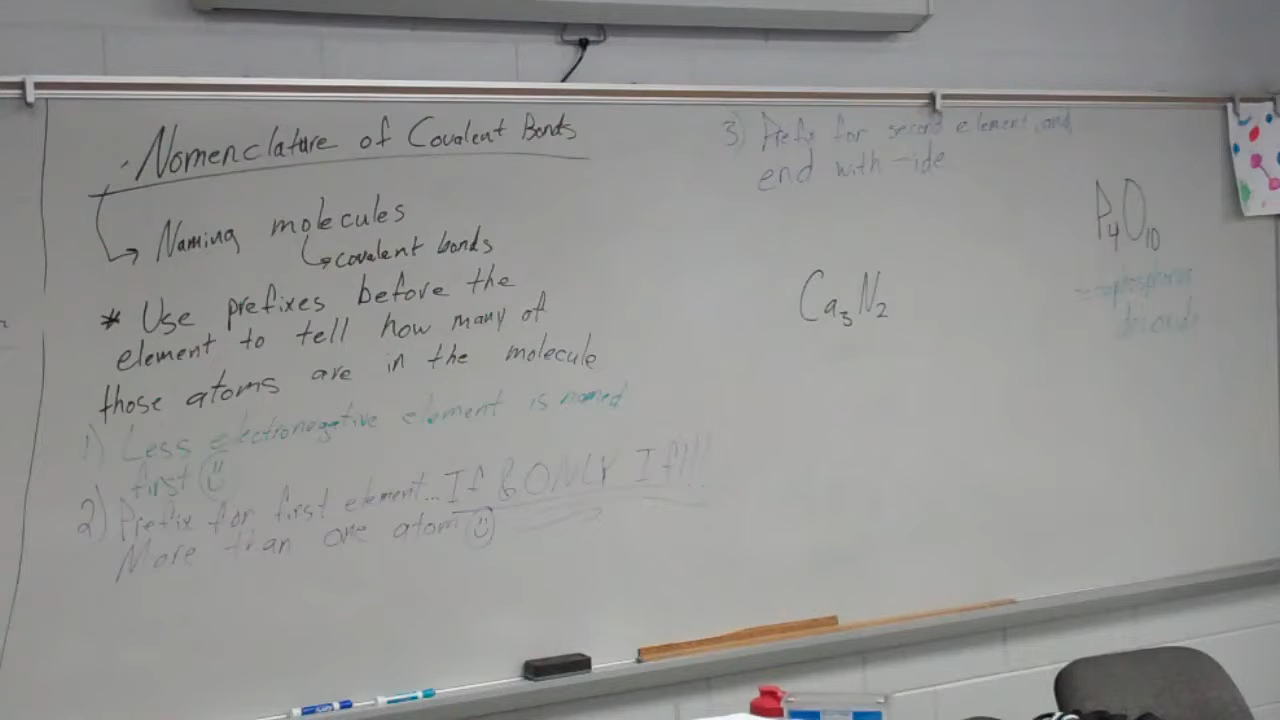 Nomenclature of Covalent Bonds
Naming molecules
covalent bonds
* Use prefixes before the
element to tell how many of
those atoms are in the molecule
1) Less electronegative element is named
first
2) Prefix for first element... If & ONLY If!!!
More than one atom
3) Prefix for second element, and
end with -ide
Ca3N2
P4O10
phosphorus